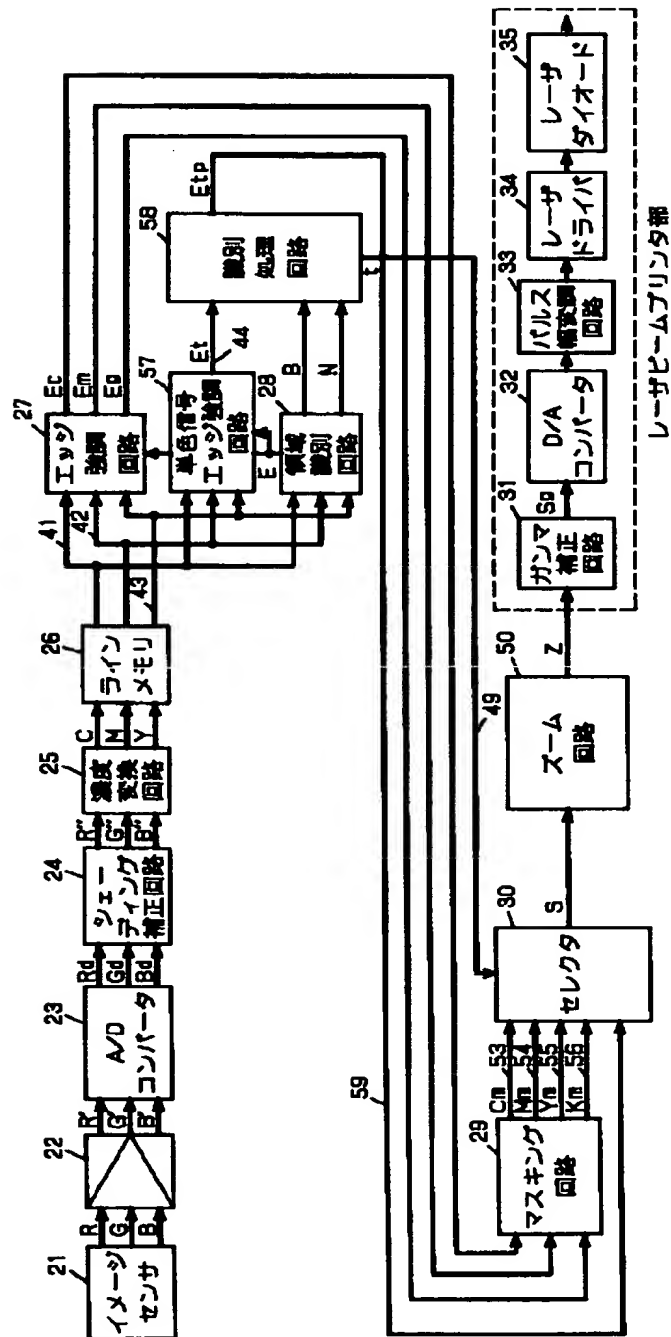 21
イメージ
センサ
R
G
B
22
R'
G'
B'
23
A/D
コンバータ
Rd
Gd
Bd
24
シェー
ディング
補正回路
R"
G"
B"
25
濃度
変換
回路
C
M
Y
26
ライン
メモリ
41
42
43
27
エッジ
強調
回路
Ec
Em
Eg
57
単色信号
エッジ強調
回路
E
Et
44
28
領域
識別
回路
B
N
58
識別
処理
回路
Etp
t
59
49
29
マスキング
回路
Cm 53
Mm 54
Ym 55
Km 56
30
セレクタ
S
50
ズーム
回路
Z
31
ガンマ
補正
回路
Sg
32
D/A
コンバータ
33
パルス
幅変調
回路
34
レーザ
ドライバ
35
レーザ
ダイオード
レーザビームプリンタ部